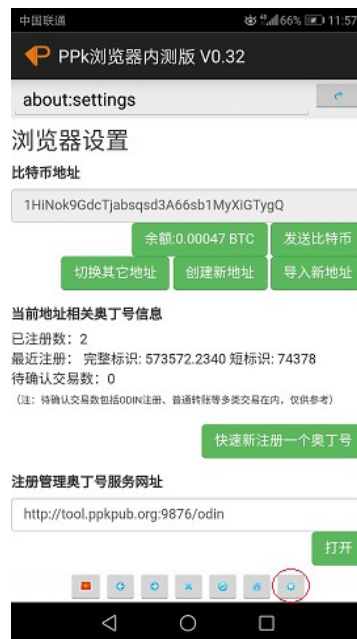 中国联通 66% 11:57
PPk浏览器内测版 V0.32
about:settings
浏览器设置
比特币地址
1HiNok9GdcTjabsqsd3A66sb1MyXiGTygQ
余额:0.00047 BTC 发送比特币
切换其它地址 创建新地址 导入新地址
当前地址相关奥丁号信息
已注册数：2
最近注册： 完整标识: 573572.2340 短标识: 74378
待确认交易数：0
（注：待确认交易数包括ODIN注册、普通转账等多类交易在内，仅供参考）
快速新注册一个奥丁号
注册管理奥丁号服务网址
http://tool.ppkpub.org:9876/odin
打开